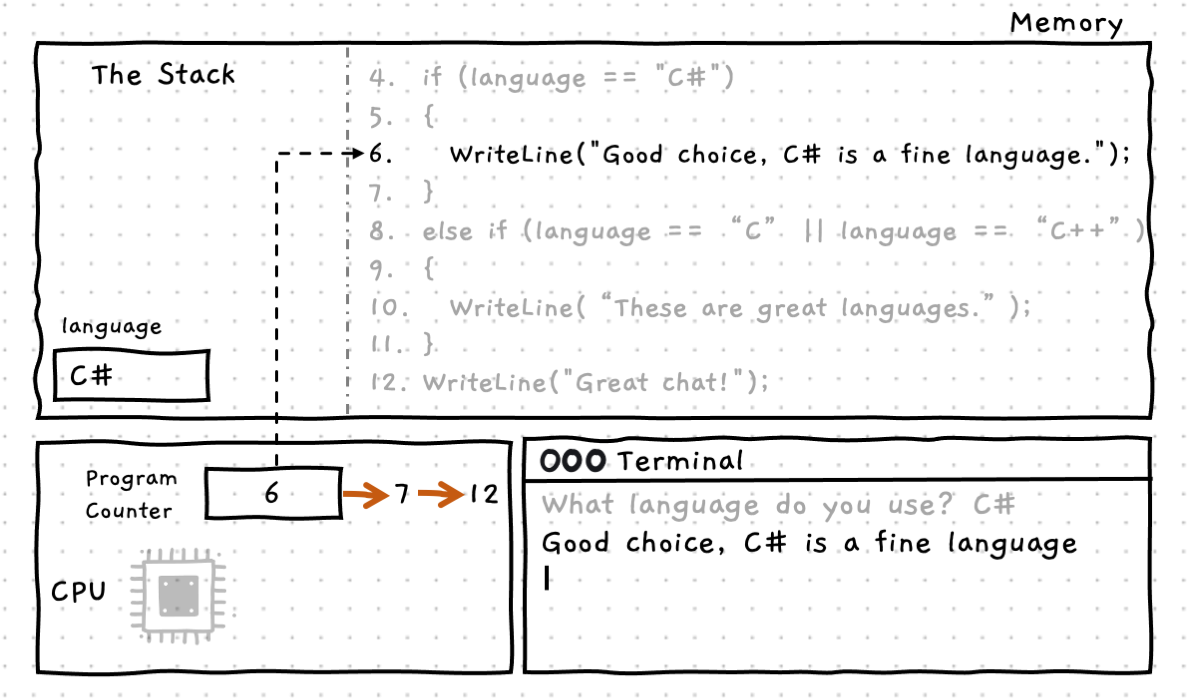 Memory
The Stack
4. if (language == "C#")
5. {
6. WriteLine("Good choice, C# is a fine language.");
7. }
8. else if (language == “C” || language == “C++” )
9. {
10. WriteLine( “These are great languages.” );
11. }
12. WriteLine("Great chat!");
language
C#
Program
Counter
6 7 12
CPU
OOO Terminal
What language do you use? C#
Good choice, C# is a fine language